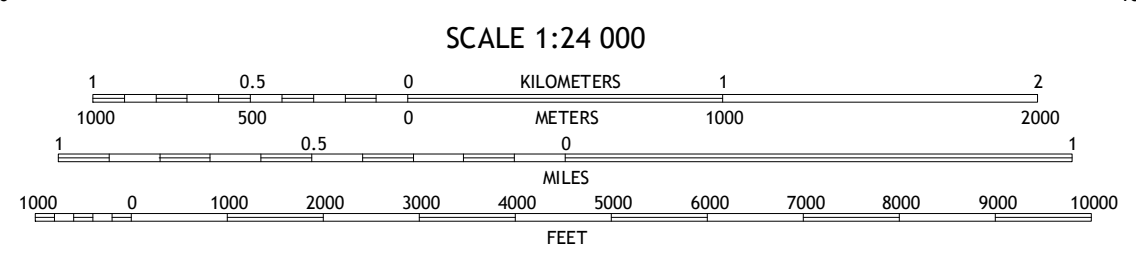 SCALE 1:24 000
1 0.5 0 KILOMETERS 1 2
1000 500 0 METERS 1000 2000
1 0.5 0 1
MILES
1000 0 1000 2000 3000 4000 5000 6000 7000 8000 9000 10000
FEET